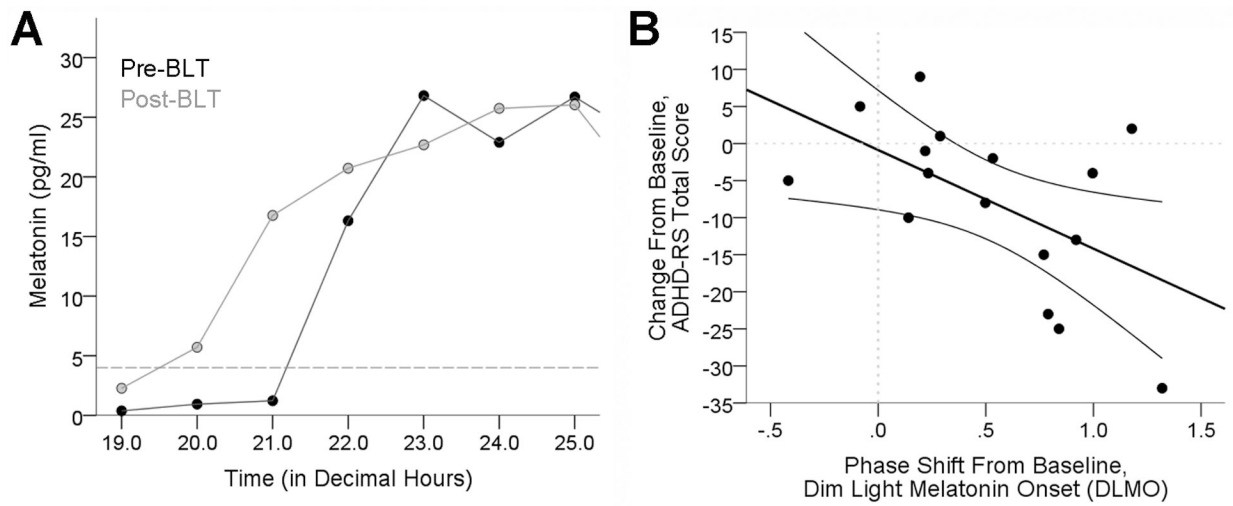 A
Pre-BLT
Post-BLT
30
25
20
15
10
5
0
Melatonin (pg/ml)
19.0 20.0 21.0 22.0 23.0 24.0 25.0
Time (in Decimal Hours)
B
15
10
5
0
-5
-10
-15
-20
-25
-30
-35
Change From Baseline,
ADHD-RS Total Score
-.5 .0 .5 1.0 1.5
Phase Shift From Baseline,
Dim Light Melatonin Onset (DLMO)